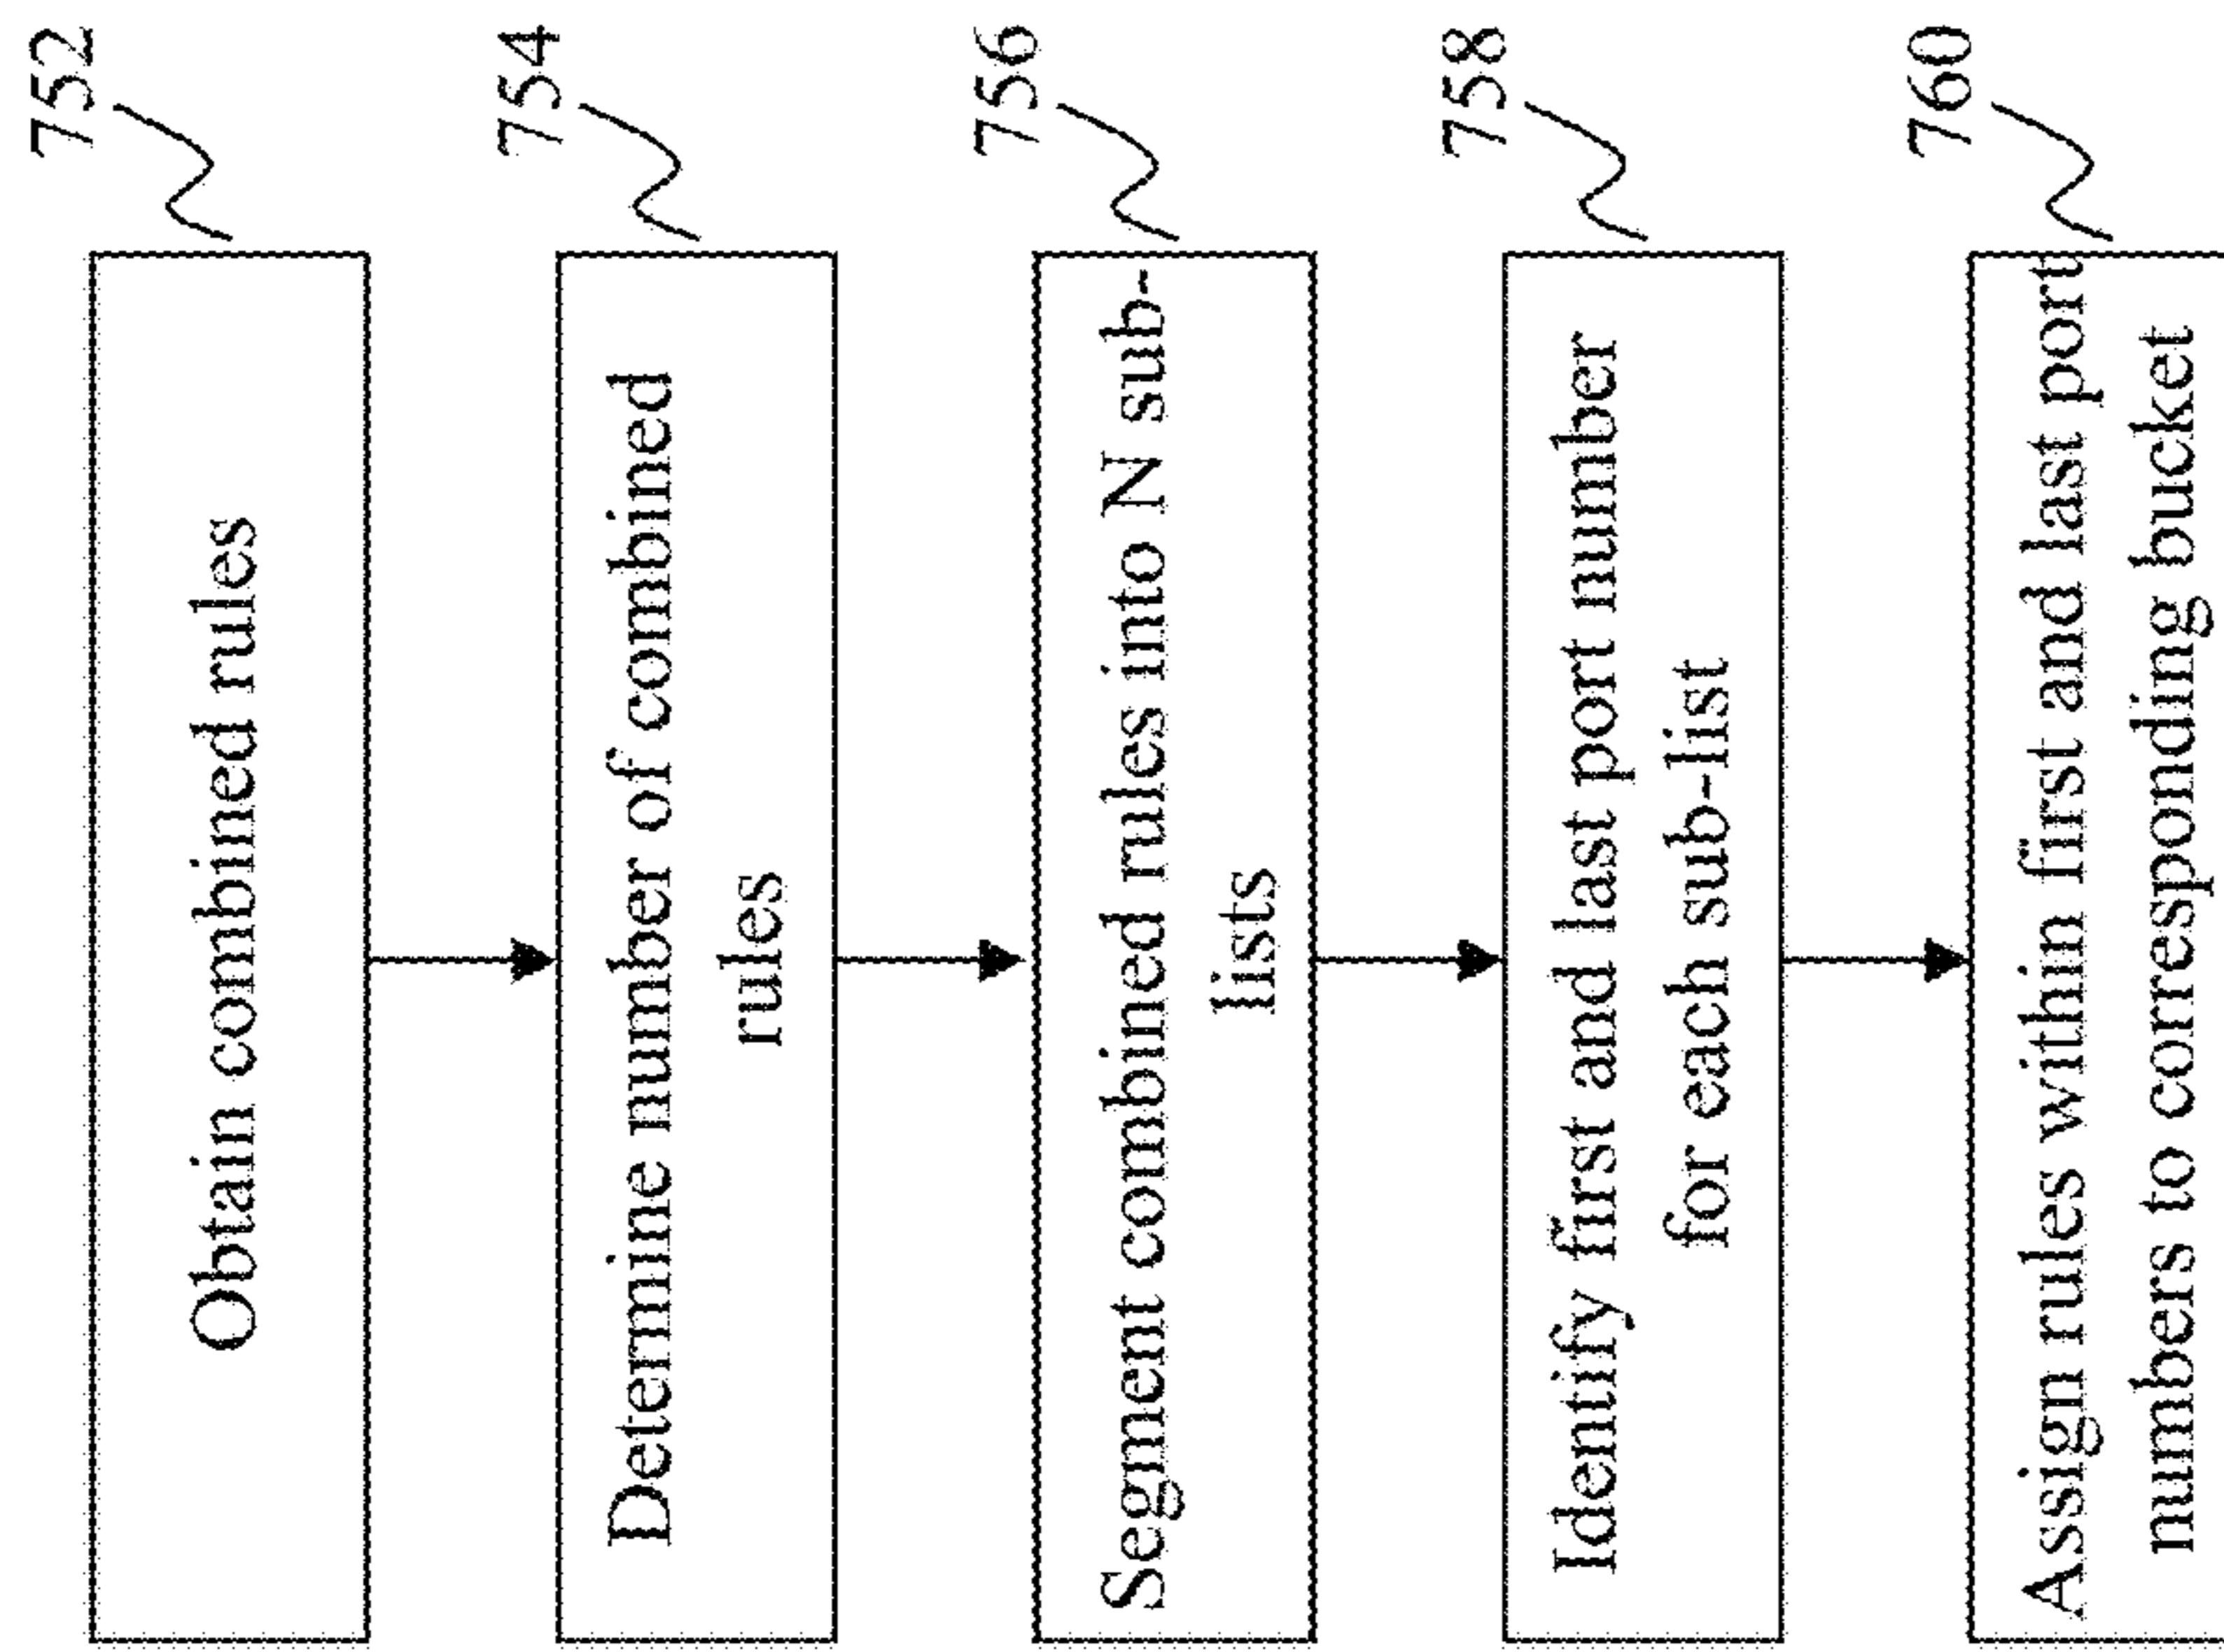 752
Obtain combined rules
754
Determine number of combined
rules
756
Segment combined rules into N sub-
lists
758
Identify first and last port number
for each sub-list
760
Assign rules within first and last port
numbers to corresponding bucket